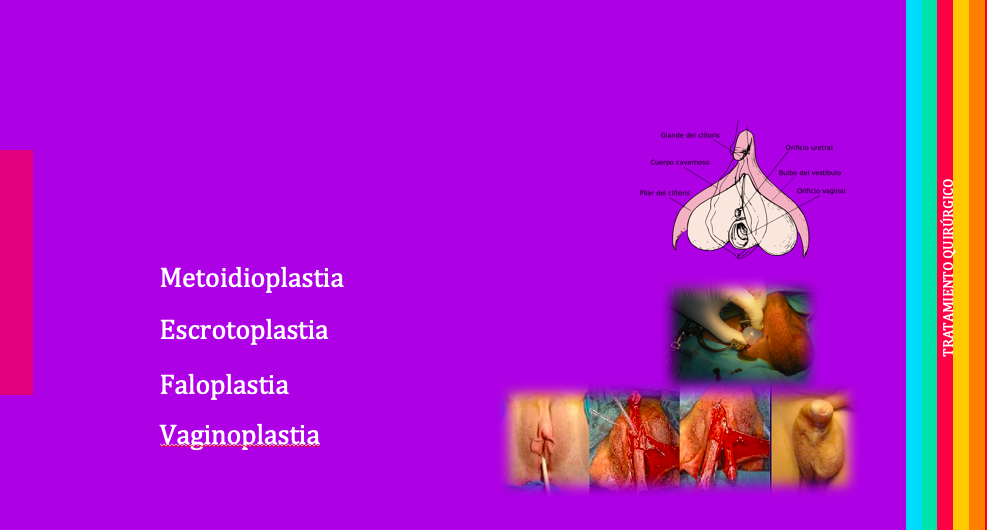 Glande del clítoris
Cuerpo cavernoso
Pilar del clítoris
Orificio uretral
Bulbo del vestíbulo
Orificio vaginal
Metoidioplastia
Escrotoplastia
Faloplastia
Vaginoplastia
TRATAMIENTO QUIRÚRGICO